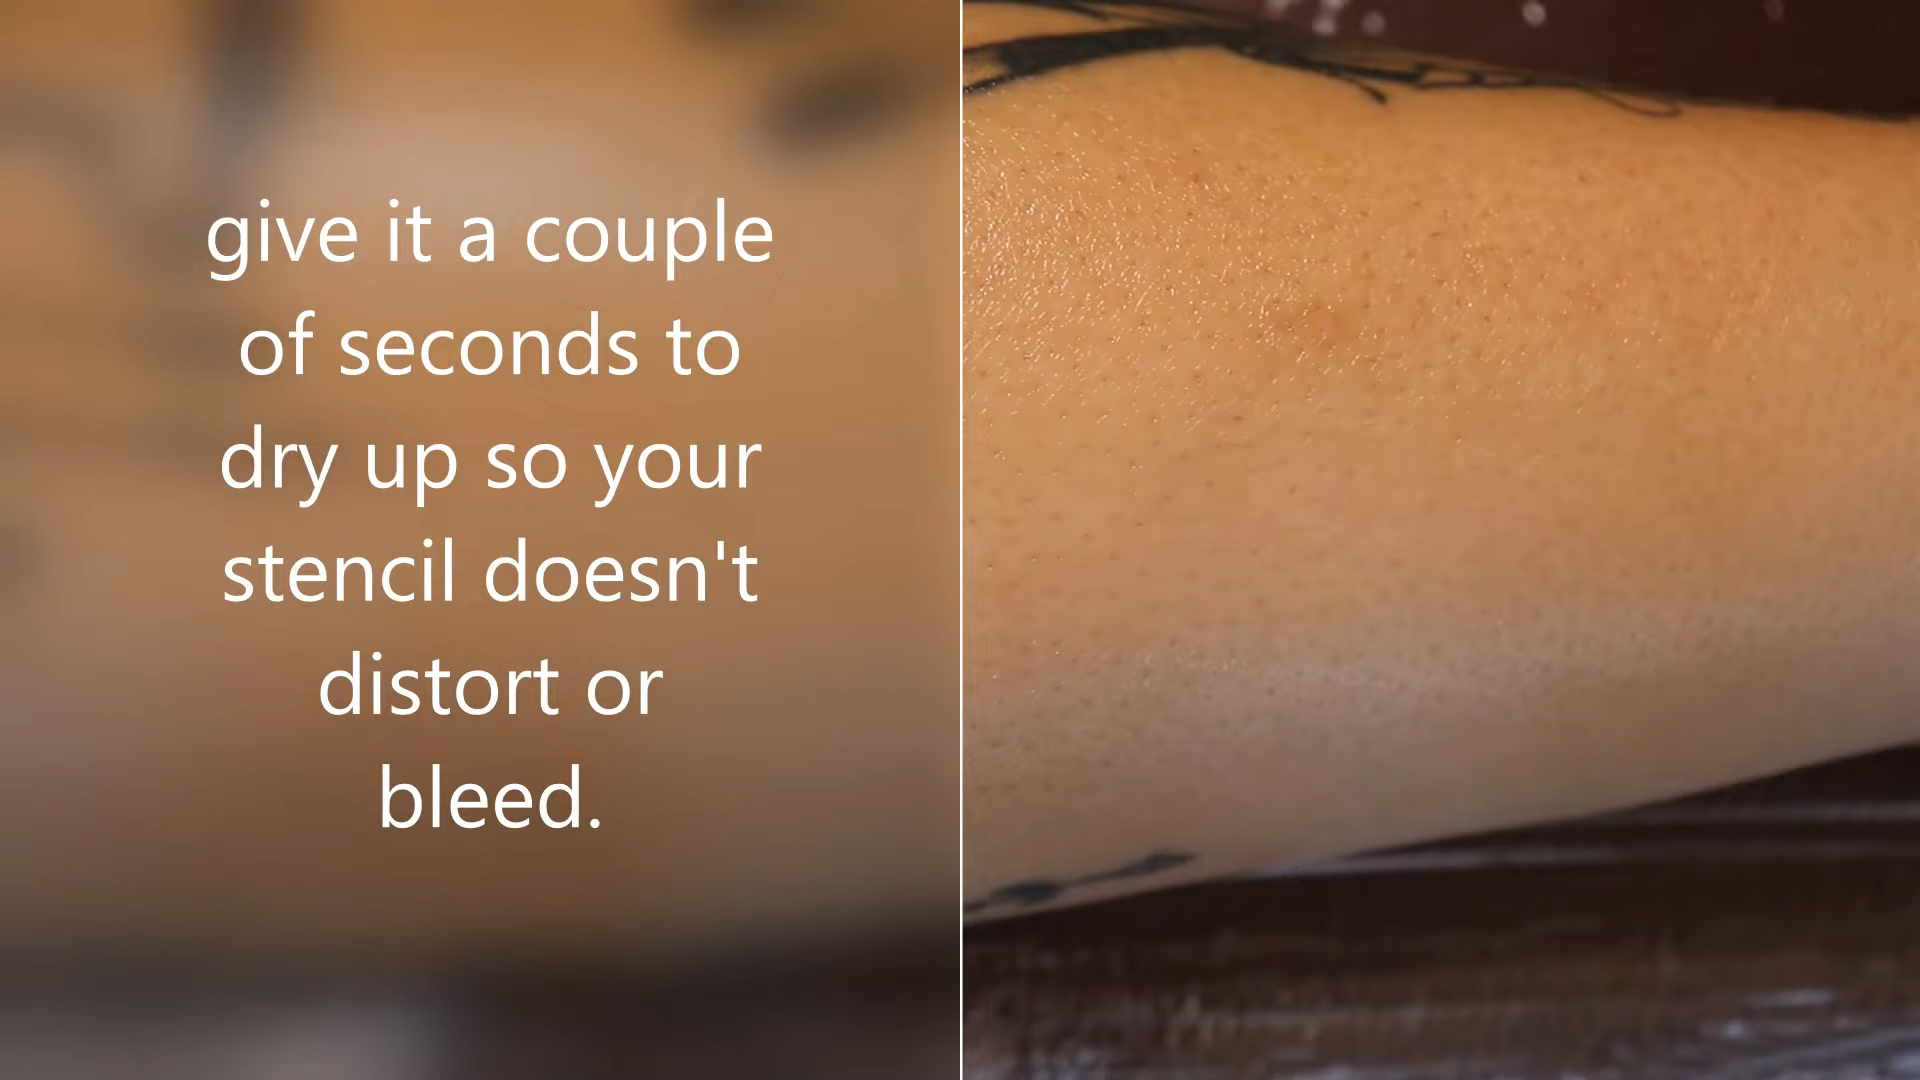 give it a couple
of seconds to
dry up so your
stencil doesn't
distort or
bleed.